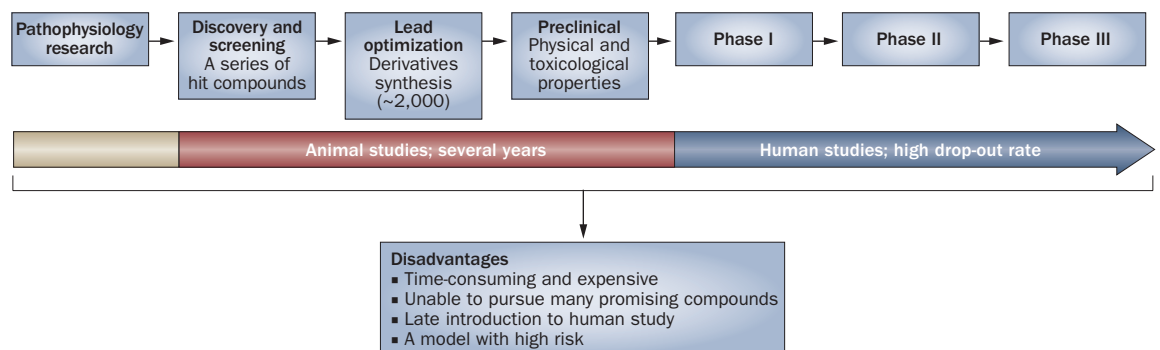 Pathophysiology
research
Discovery and
screening
A series of
hit compounds
Lead
optimization
Derivatives
synthesis
(~2,000)
Preclinical
Physical and
toxicological
properties
Phase I
Phase II
Phase III
Animal studies; several years
Human studies; high drop-out rate
Disadvantages
▪ Time-consuming and expensive
▪ Unable to pursue many promising compounds
▪ Late introduction to human study
▪ A model with high risk